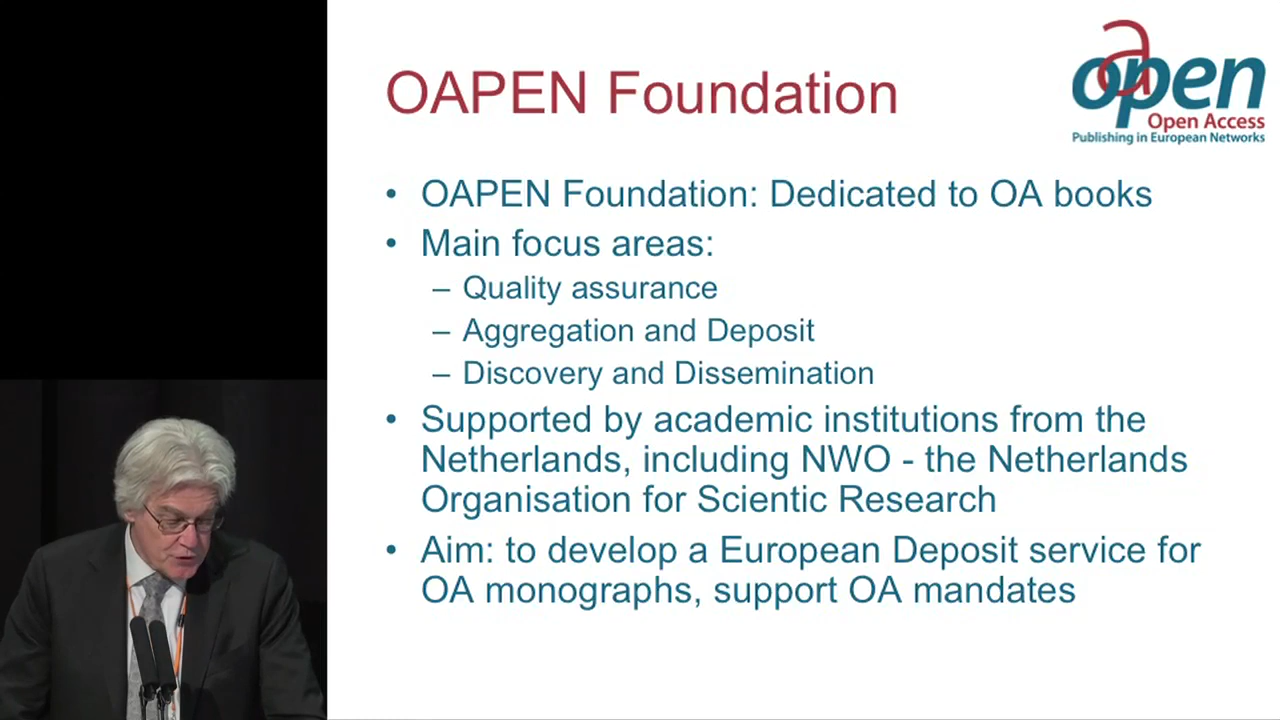 OAPEN Foundation
oapen
Open Access
Publishing in European Networks
• OAPEN Foundation: Dedicated to OA books
• Main focus areas:
– Quality assurance
– Aggregation and Deposit
– Discovery and Dissemination
• Supported by academic institutions from the
Netherlands, including NWO - the Netherlands
Organisation for Scientic Research
• Aim: to develop a European Deposit service for
OA monographs, support OA mandates